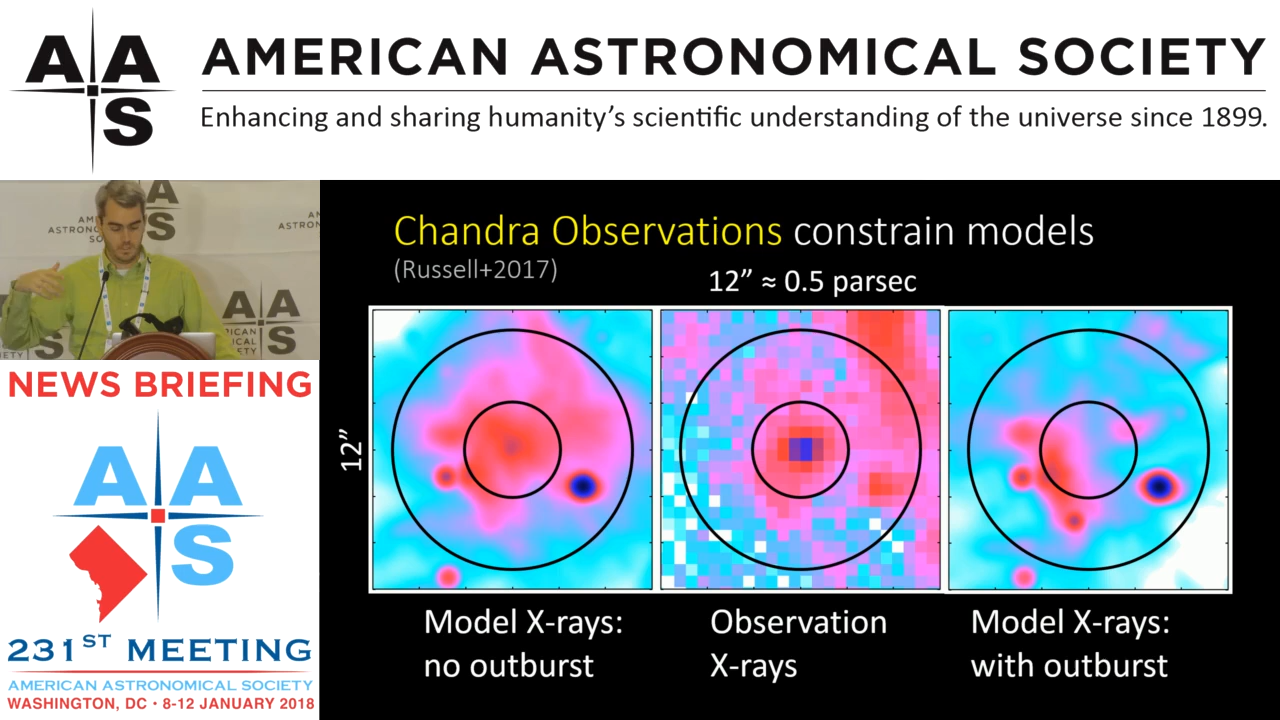 AAS
AMERICAN ASTRONOMICAL SOCIETY
Enhancing and sharing humanity's scientific understanding of the universe since 1899.
NEWS BRIEFING
AAS
231ST MEETING
AMERICAN ASTRONOMICAL SOCIETY
WASHINGTON, DC • 8-12 JANUARY 2018
Chandra Observations constrain models
(Russell+2017)
12” ≈ 0.5 parsec
12”
Model X-rays:
no outburst
Observation
X-rays
Model X-rays:
with outburst